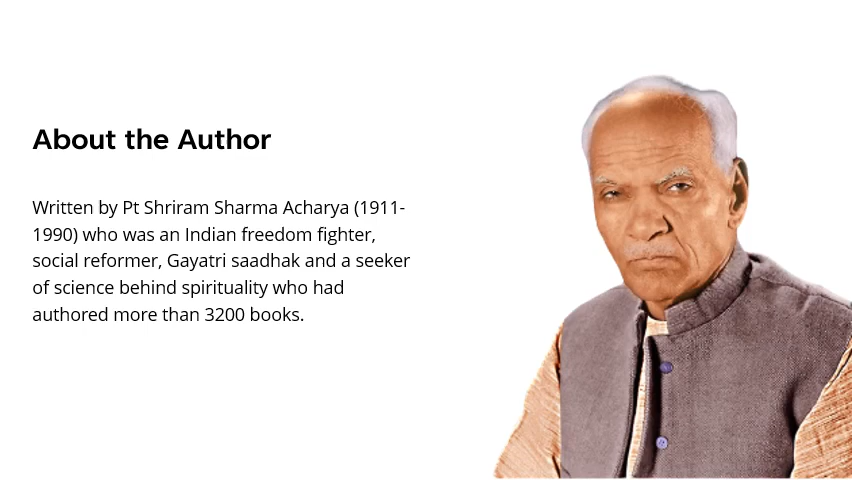 About the Author
Written by Pt Shriram Sharma Acharya (1911-
1990) who was an Indian freedom fighter,
social reformer, Gayatri saadhak and a seeker
of science behind spirituality who had
authored more than 3200 books.